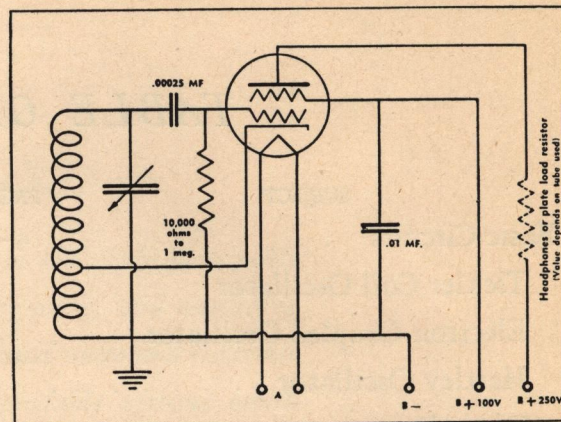 .00025 MF
10,000
ohms
to
1 meg.
.01 MF.
Headphones or plate load resistor
(Value depends on tube used)
A
B−
B+100V
B+250V